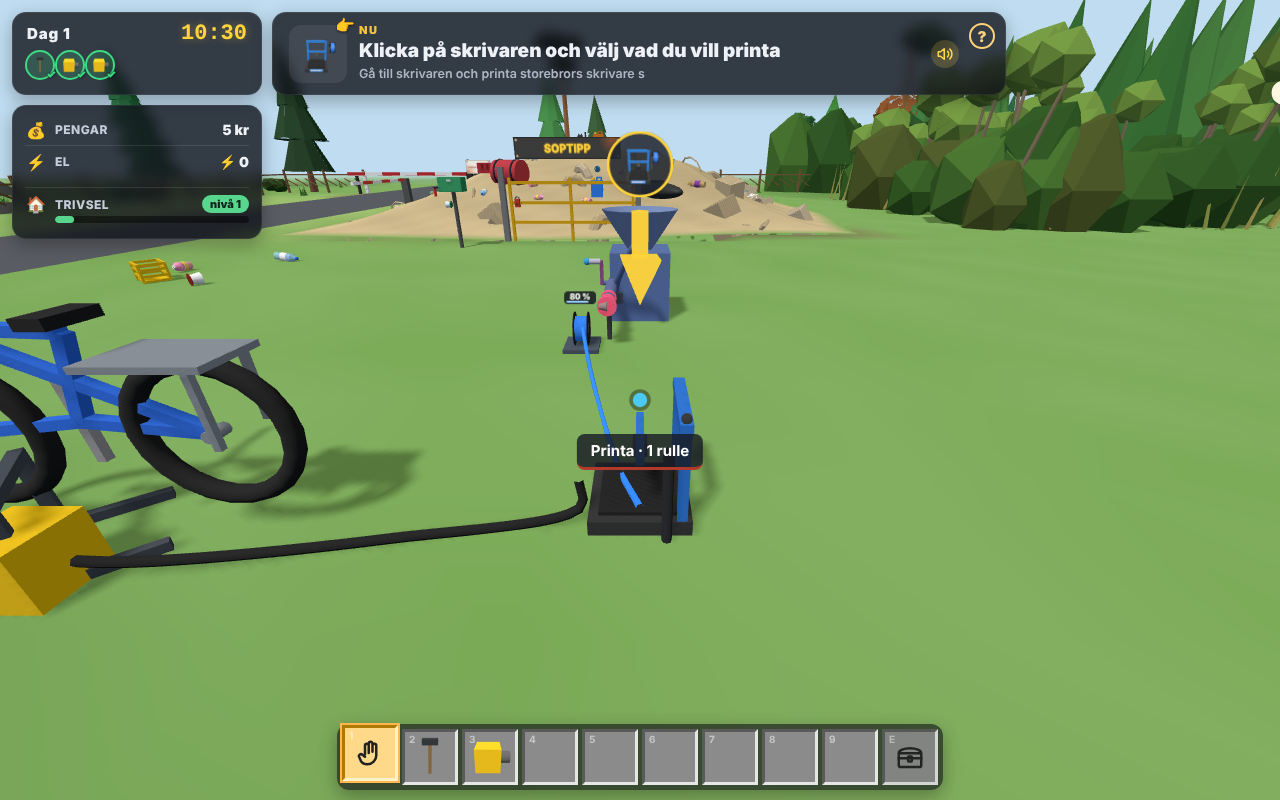 Dag 1
10:30
NU
Klicka på skrivaren och välj vad du vill printa
Gå till skrivaren och printa storebrors skrivare s
?
PENGAR
5 kr
EL
0
TRIVSEL
nivå 1
SOPTIPP
80 %
Printa · 1 rulle
1
2
3
4
5
6
7
8
9
E